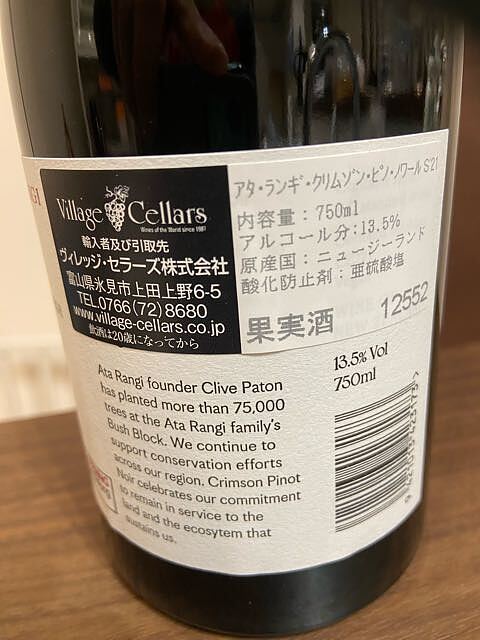 Village Cellars
Wines of the World since 1987
輸入者及び引取先
ヴィレッジ・セラーズ株式会社
富山県氷見市上田上野6-5
TEL.0766(72)8680
www.village-cellars.co.jp
飲酒は20歳になってから
アタ・ランギ・クリムゾン・ピノ・ノワール S'21
内容量：750ml
アルコール分：13.5%
原産国：ニュージーランド
酸化防止剤：亜硫酸塩
果実酒 12552
13.5% Vol
750ml
Ata Rangi founder Clive Paton
has planted more than 75,000
trees at the Ata Rangi family's
Bush Block. We continue to
support conservation efforts
across our region. Crimson Pinot
Noir celebrates our commitment
to remain in service to the
land and the ecosytem that
sustains us.